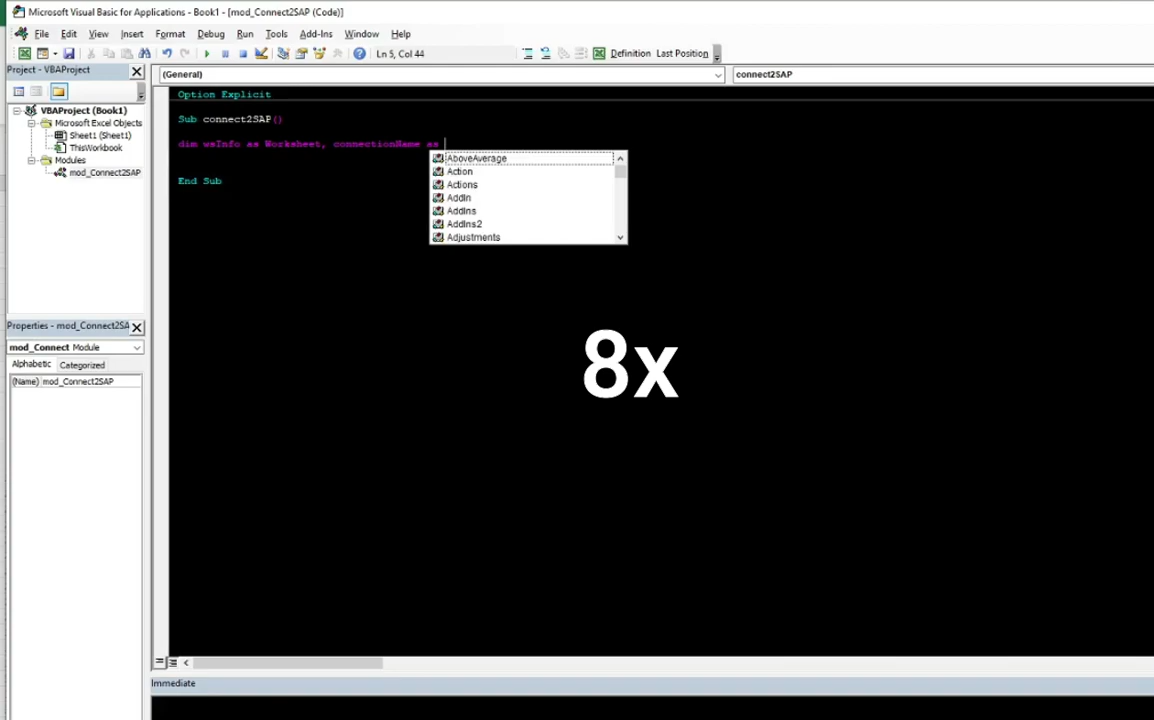 Microsoft Visual Basic for Applications - Book1 - [mod_Connect2SAP (Code)]
File Edit View Insert Format Debug Run Tools Add-Ins Window Help
Ln 5, Col 44 Definition Last Position
Project - VBAProject
(General) connect2SAP
VBAProject (Book1)
Microsoft Excel Objects
Sheet1 (Sheet1)
ThisWorkbook
Modules
mod_Connect2SAP
Option Explicit
Sub connect2SAP()
dim wsInfo as Worksheet, connectionName as
AboveAverage
Action
Actions
AddIn
AddIns
AddIns2
Adjustments
End Sub
8x
Properties - mod_Connect2SA
mod_Connect Module
Alphabetic Categorized
(Name) mod_Connect2SAP
Immediate